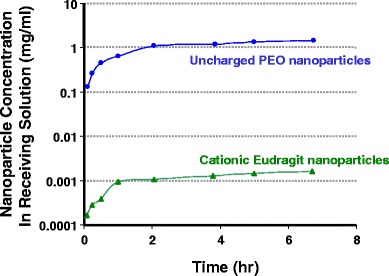 Nanoparticle Concentration
In Receiving Solution (mg/ml)
10
1
0.1
0.01
0.001
0.0001
Uncharged PEO nanoparticles
Cationic Eudragit nanoparticles
0 2 4 6 8
Time (hr)